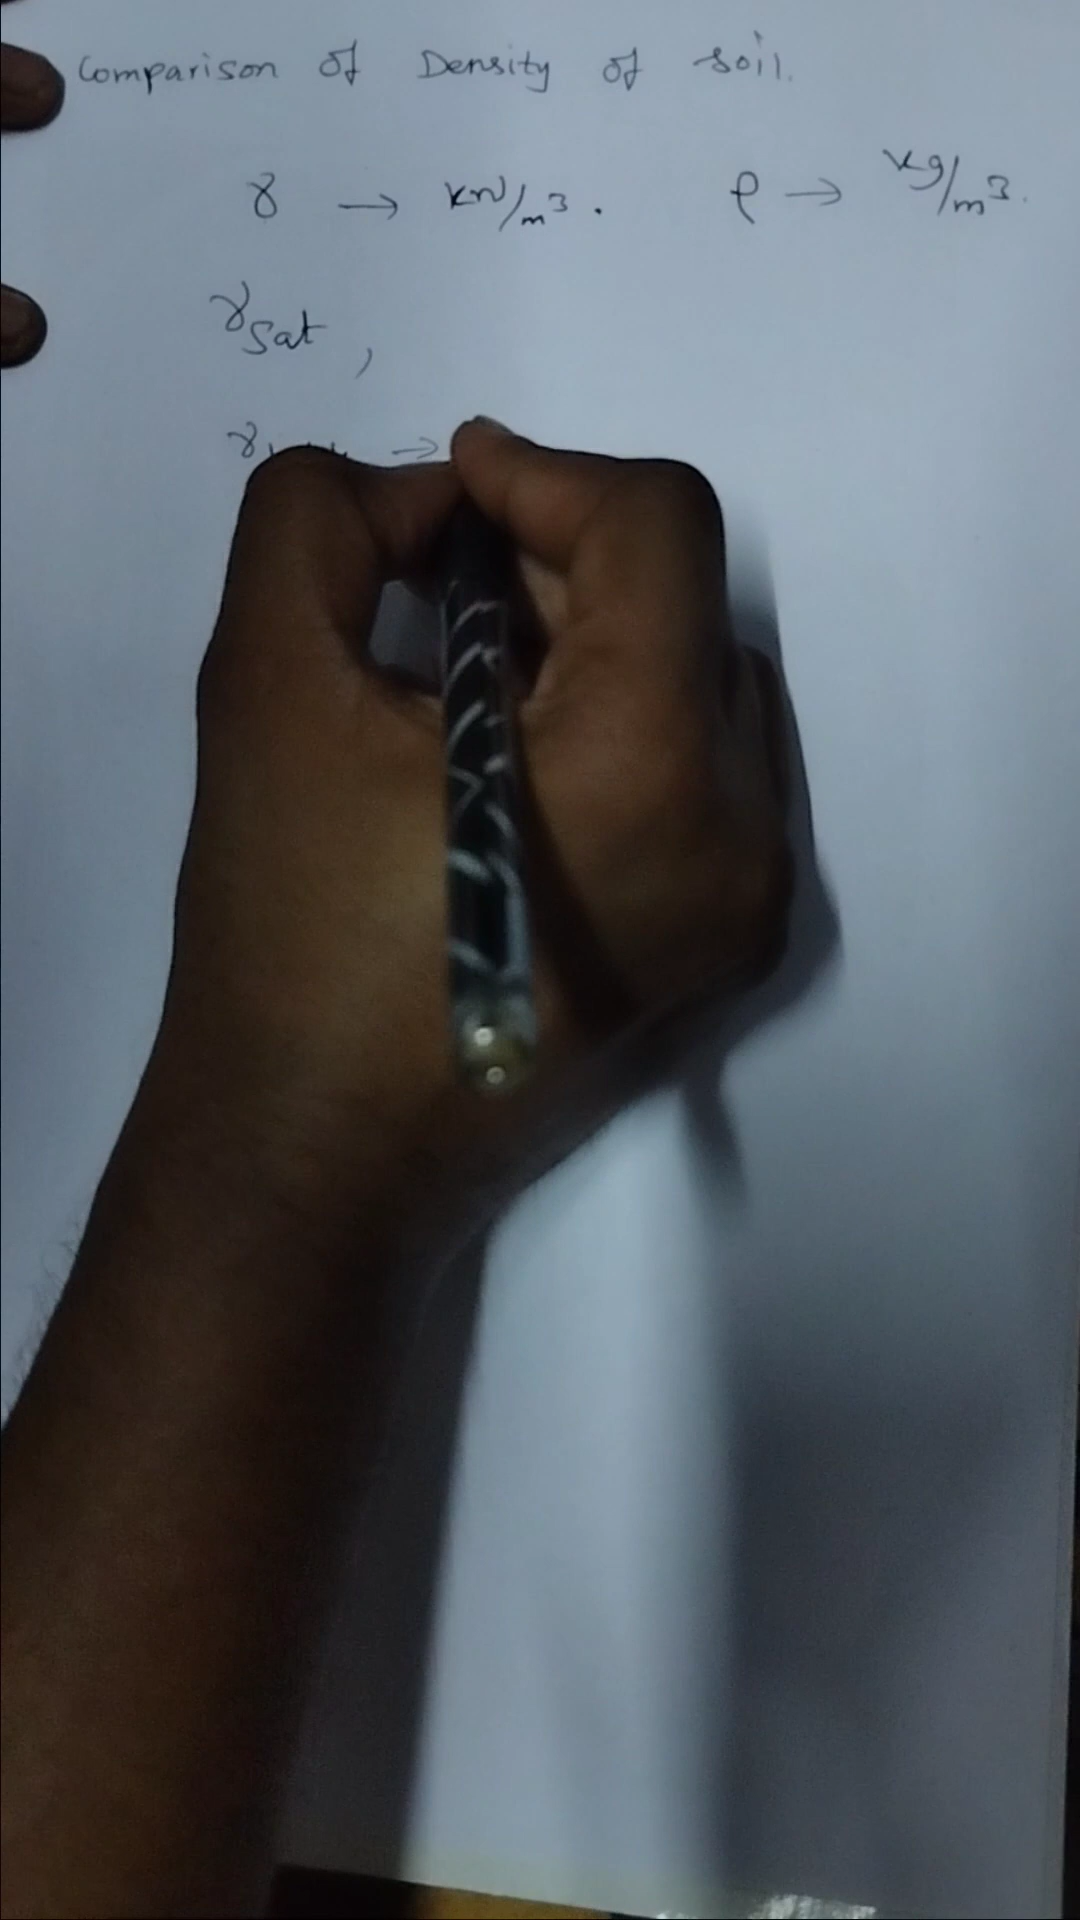 Comparison of Density of soil.
γ → kN/m³. ρ → kg/m³.
γsat,
γ →